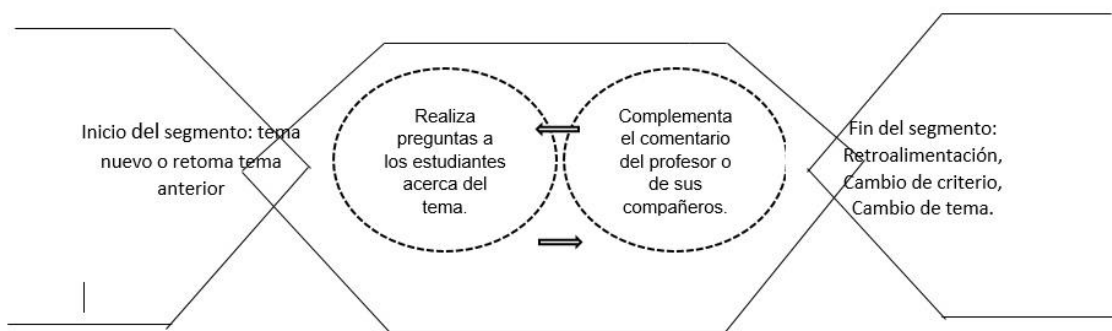 Inicio del segmento: tema
nuevo o retoma tema
anterior
Realiza
preguntas a
los estudiantes
acerca del
tema.
Complementa
el comentario
del profesor o
de sus
compañeros.
Fin del segmento:
Retroalimentación,
Cambio de criterio,
Cambio de tema.